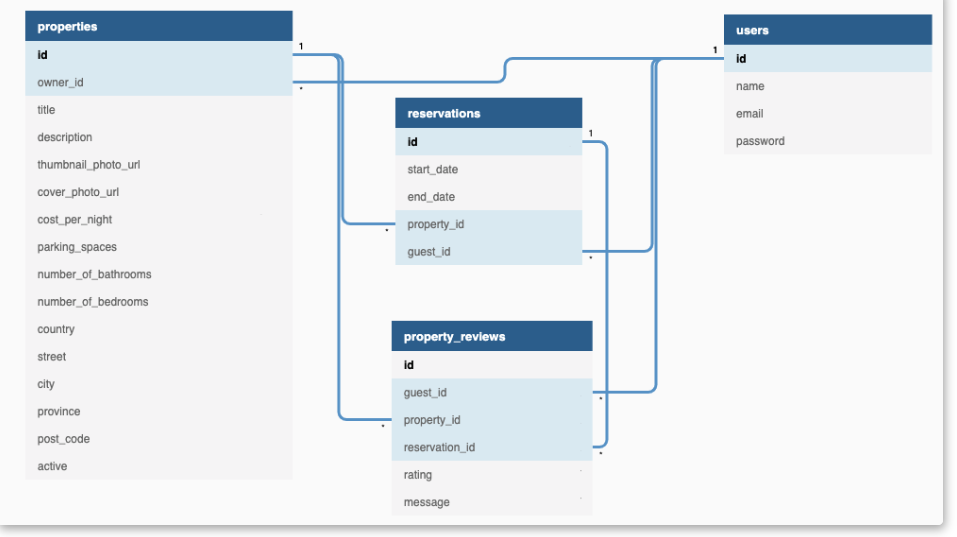 properties
id
owner_id
title
description
thumbnail_photo_url
cover_photo_url
cost_per_night
parking_spaces
number_of_bathrooms
number_of_bedrooms
country
street
city
province
post_code
active
1
*
reservations
id
start_date
end_date
property_id
guest_id
1
*
*
property_reviews
id
guest_id
property_id
reservation_id
rating
message
*
*
*
users
id
name
email
password
1